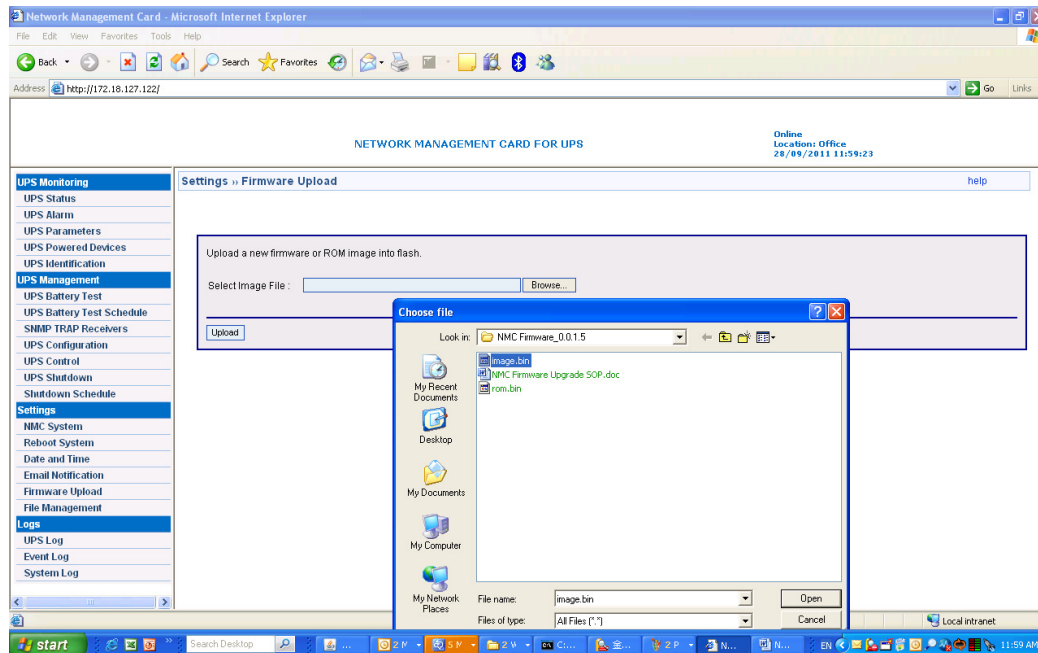 Network Management Card - Microsoft Internet Explorer
File Edit View Favorites Tools Help
Back Search Favorites
Address http://172.18.127.122/ Go Links
NETWORK MANAGEMENT CARD FOR UPS
Online
Location: Office
28/09/2011 11:59:23
UPS Monitoring
UPS Status
UPS Alarm
UPS Parameters
UPS Powered Devices
UPS Identification
UPS Management
UPS Battery Test
UPS Battery Test Schedule
SNMP TRAP Receivers
UPS Configuration
UPS Control
UPS Shutdown
Shutdown Schedule
Settings
NMC System
Reboot System
Date and Time
Email Notification
Firmware Upload
File Management
Logs
UPS Log
Event Log
System Log
Settings » Firmware Upload help
Upload a new firmware or ROM image into flash.
Select Image File : Browse...
Upload
Choose file
Look in: NMC Firmware_0.0.1.5
My Recent Documents
Desktop
My Documents
My Computer
My Network Places
image.bin
NMC Firmware Upgrade SOP.doc
rom.bin
File name: image.bin Open
Files of type: All Files (*.*) Cancel
Local intranet
start Search Desktop ... 2 5 2 C:... 金... 2 P N... N... EN 11:59 AM